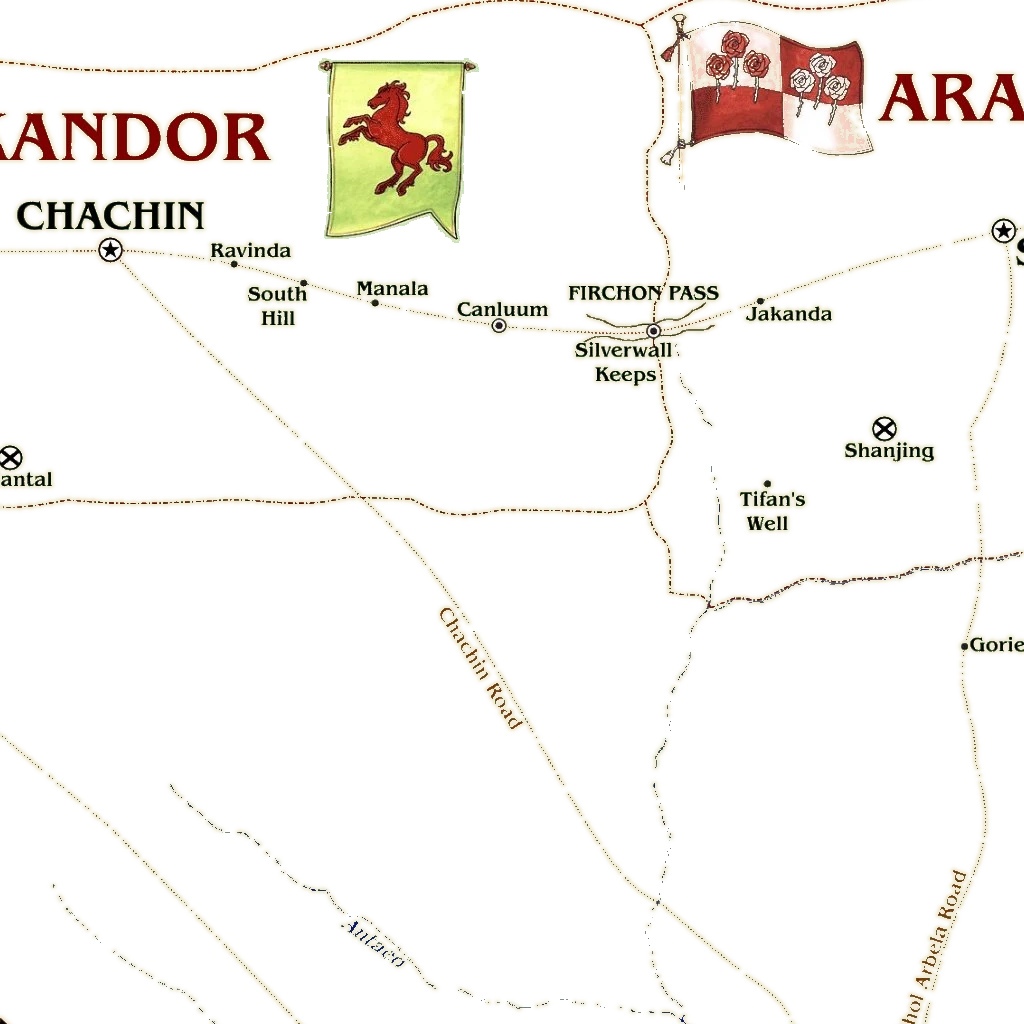 KANDOR
ARA
CHACHIN
Ravinda
South
Hill
Manala
Canluum
FIRCHON PASS
Silverwall
Keeps
Jakanda
S
Shanjing
antal
Tifan's
Well
Gorie
Chachin Road
hol Arbela Road
Antaeo